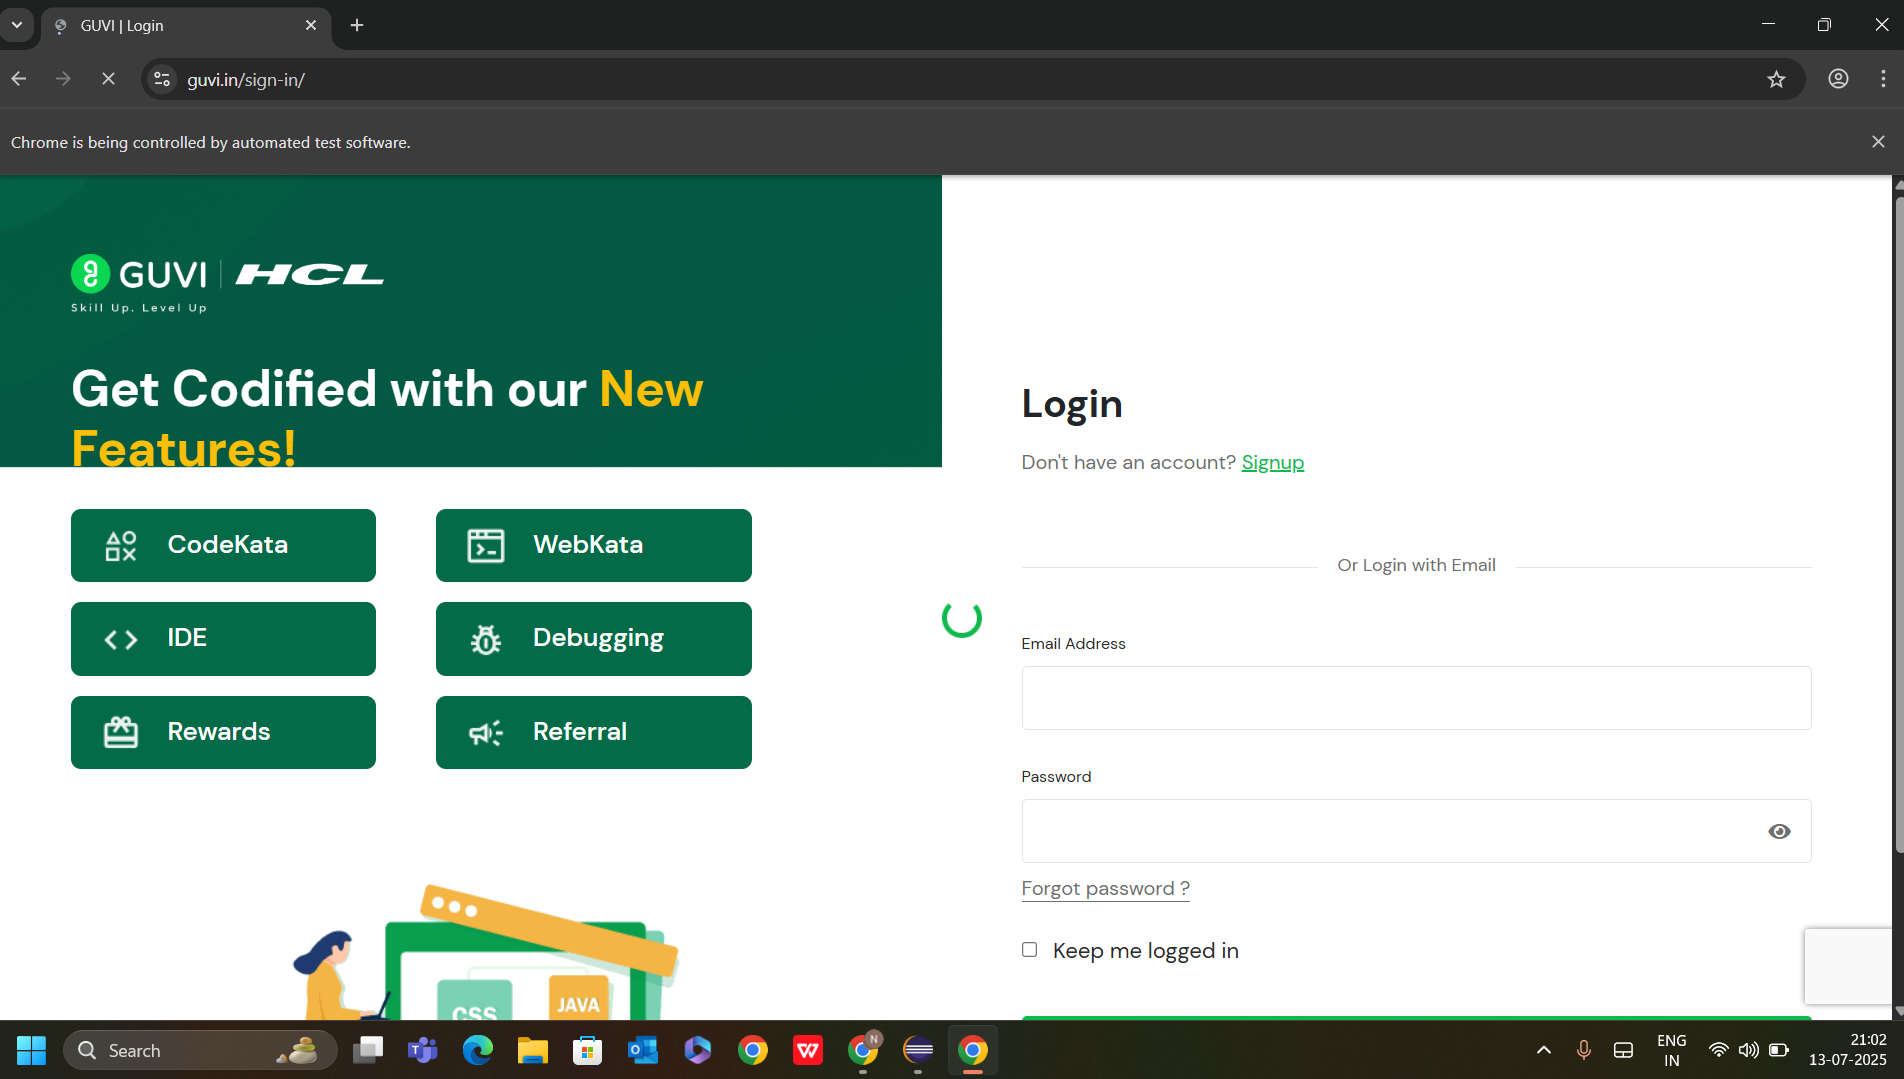 GUVI | Login
guvi.in/sign-in/
Chrome is being controlled by automated test software.
GUVI | HCL
Skill Up. Level Up
Get Codified with our New
Features!
CodeKata
WebKata
IDE
Debugging
Rewards
Referral
CSS
JAVA
Login
Don't have an account? Signup
Or Login with Email
Email Address
Password
Forgot password ?
Keep me logged in
Search
N
ENG
IN
21:02
13-07-2025